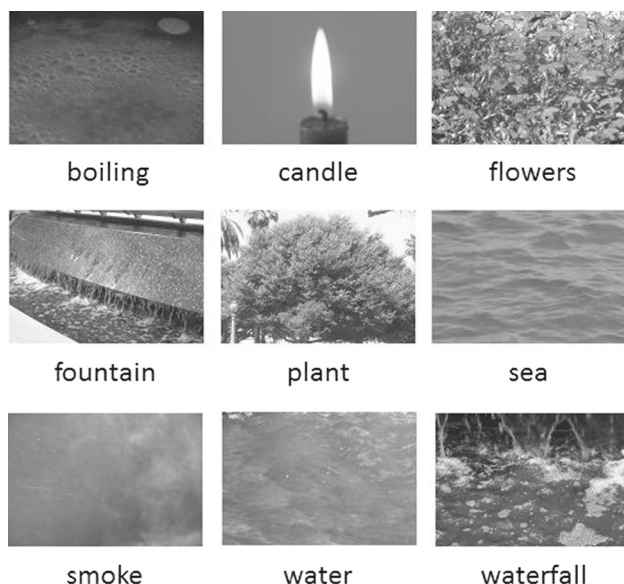 boiling candle flowers
fountain plant sea
smoke water waterfall